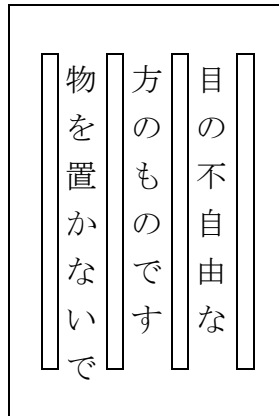 目の不自由な
方のものです
物を置かないで